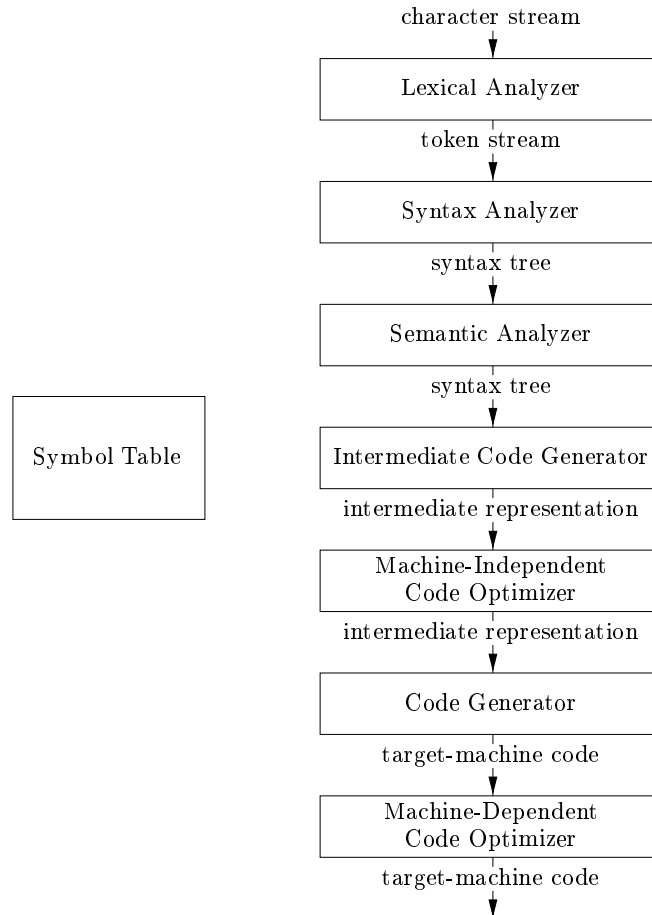 character stream
Lexical Analyzer
token stream
Syntax Analyzer
syntax tree
Semantic Analyzer
syntax tree
Symbol Table
Intermediate Code Generator
intermediate representation
Machine-Independent
Code Optimizer
intermediate representation
Code Generator
target-machine code
Machine-Dependent
Code Optimizer
target-machine code